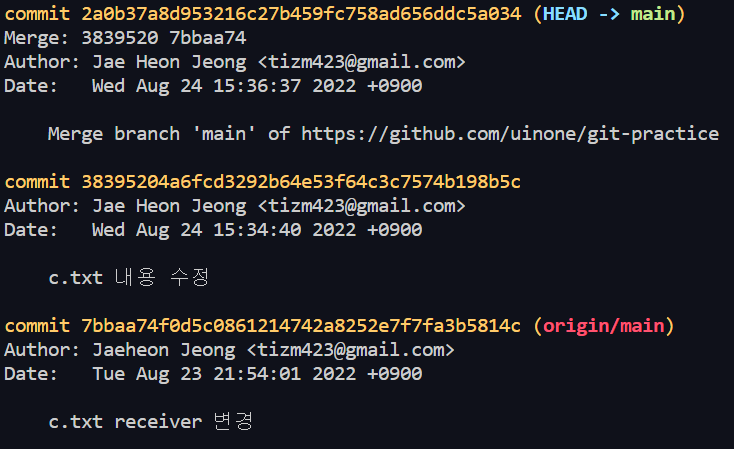 commit 2a0b37a8d953216c27b459fc758ad656ddc5a034 (HEAD -> main)
Merge: 3839520 7bbaa74
Author: Jae Heon Jeong <tizm423@gmail.com>
Date:   Wed Aug 24 15:36:37 2022 +0900
Merge branch 'main' of https://github.com/uinone/git-practice
commit 38395204a6fcd3292b64e53f64c3c7574b198b5c
Author: Jae Heon Jeong <tizm423@gmail.com>
Date:   Wed Aug 24 15:34:40 2022 +0900
c.txt 내용 수정
commit 7bbaa74f0d5c0861214742a8252e7f7fa3b5814c (origin/main)
Author: Jaeheon Jeong <tizm423@gmail.com>
Date:   Tue Aug 23 21:54:01 2022 +0900
c.txt receiver 변경